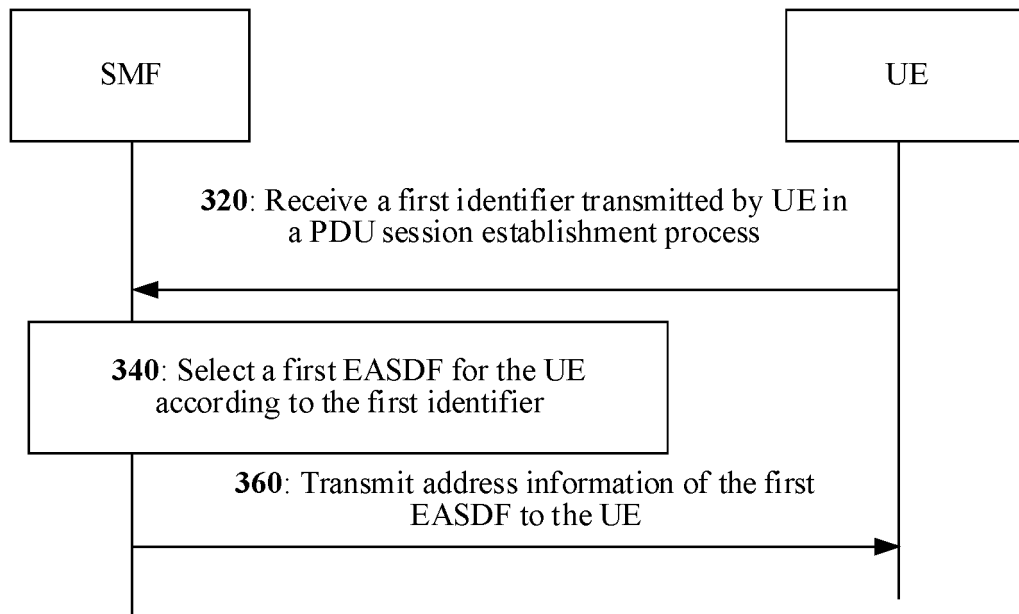 SMF
UE
320: Receive a first identifier transmitted by UE in
a PDU session establishment process
340: Select a first EASDF for the UE
according to the first identifier
360: Transmit address information of the first
EASDF to the UE